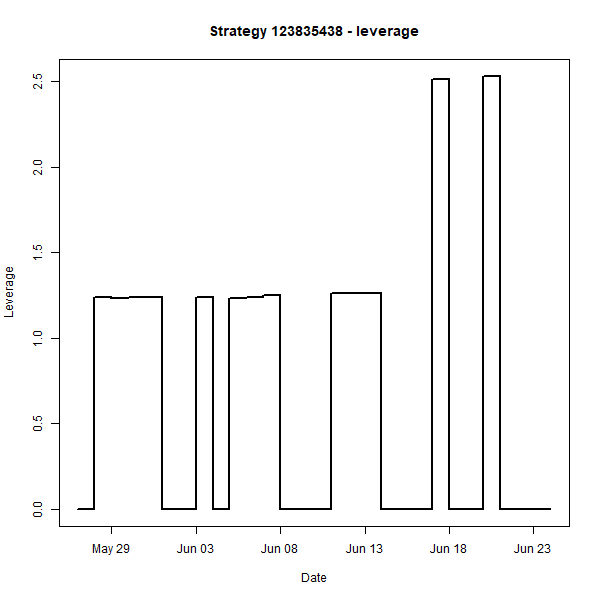 Strategy 123835438 - leverage
2.5
2.0
1.5
1.0
0.5
0.0
Leverage
May 29
Jun 03
Jun 08
Jun 13
Jun 18
Jun 23
Date